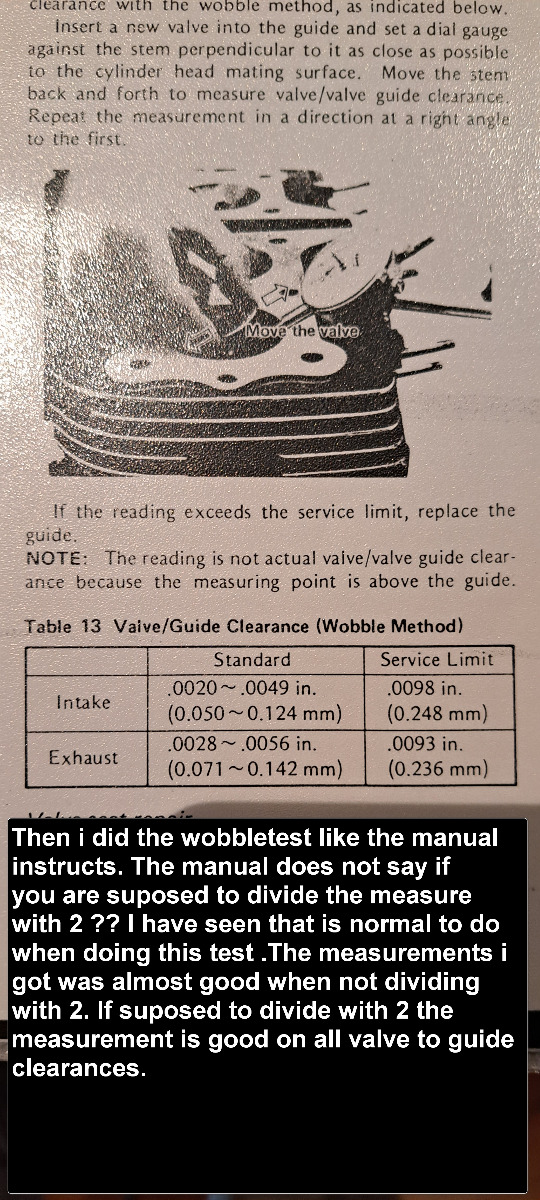 clearance with the wobble method, as indicated below.
Insert a new valve into the guide and set a dial gauge
against the stem perpendicular to it as close as possible
to the cylinder head mating surface. Move the stem
back and forth to measure valve/valve guide clearance.
Repeat the measurement in a direction at a right angle
to the first.
Move the valve
If the reading exceeds the service limit, replace the
guide.
NOTE: The reading is not actual valve/valve guide clear-
ance because the measuring point is above the guide.
Table 13 Vaive/Guide Clearance (Wobble Method)
Standard Service Limit
Intake .0020~.0049 in. .0098 in.
(0.050~0.124 mm) (0.248 mm)
Exhaust .0028~.0056 in. .0093 in.
(0.071~0.142 mm) (0.236 mm)
Valve seat repair
Then i did the wobbletest like the manual
instructs. The manual does not say if
you are suposed to divide the measure
with 2 ?? I have seen that is normal to do
when doing this test .The measurements i
got was almost good when not dividing
with 2. If suposed to divide with 2 the
measurement is good on all valve to guide
clearances.